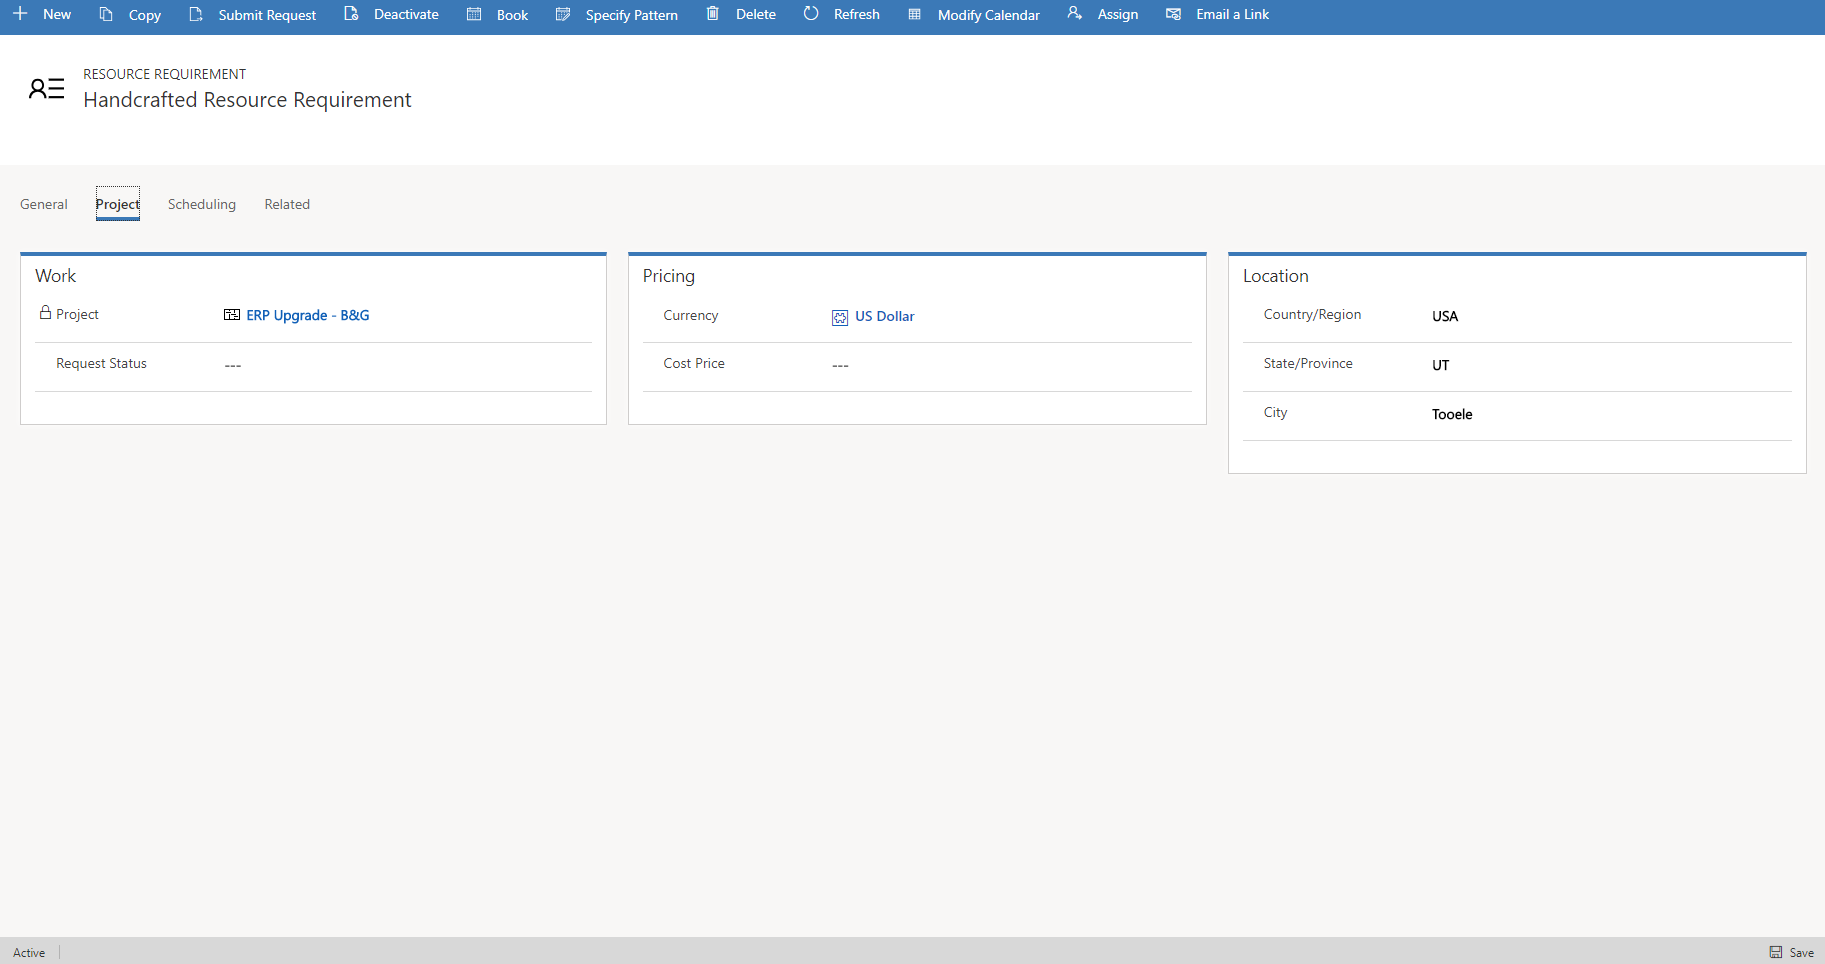 New Copy Submit Request Deactivate Book Specify Pattern Delete Refresh Modify Calendar Assign Email a Link
RESOURCE REQUIREMENT
Handcrafted Resource Requirement
General Project Scheduling Related
Work
Project ERP Upgrade - B&G
Request Status ---
Pricing
Currency US Dollar
Cost Price ---
Location
Country/Region USA
State/Province UT
City Tooele
Active
Save